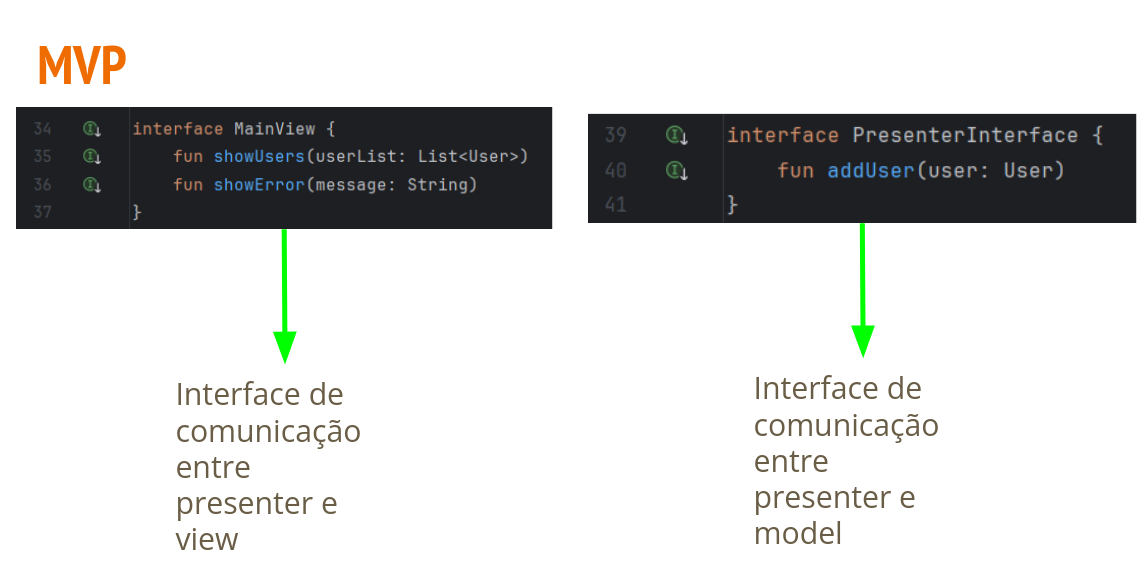 MVP
34 interface MainView {
35 fun showUsers(userList: List<User>)
36 fun showError(message: String)
37 }
39 interface PresenterInterface {
40 fun addUser(user: User)
41 }
Interface de
comunicação
entre
presenter e
view
Interface de
comunicação
entre
presenter e
model